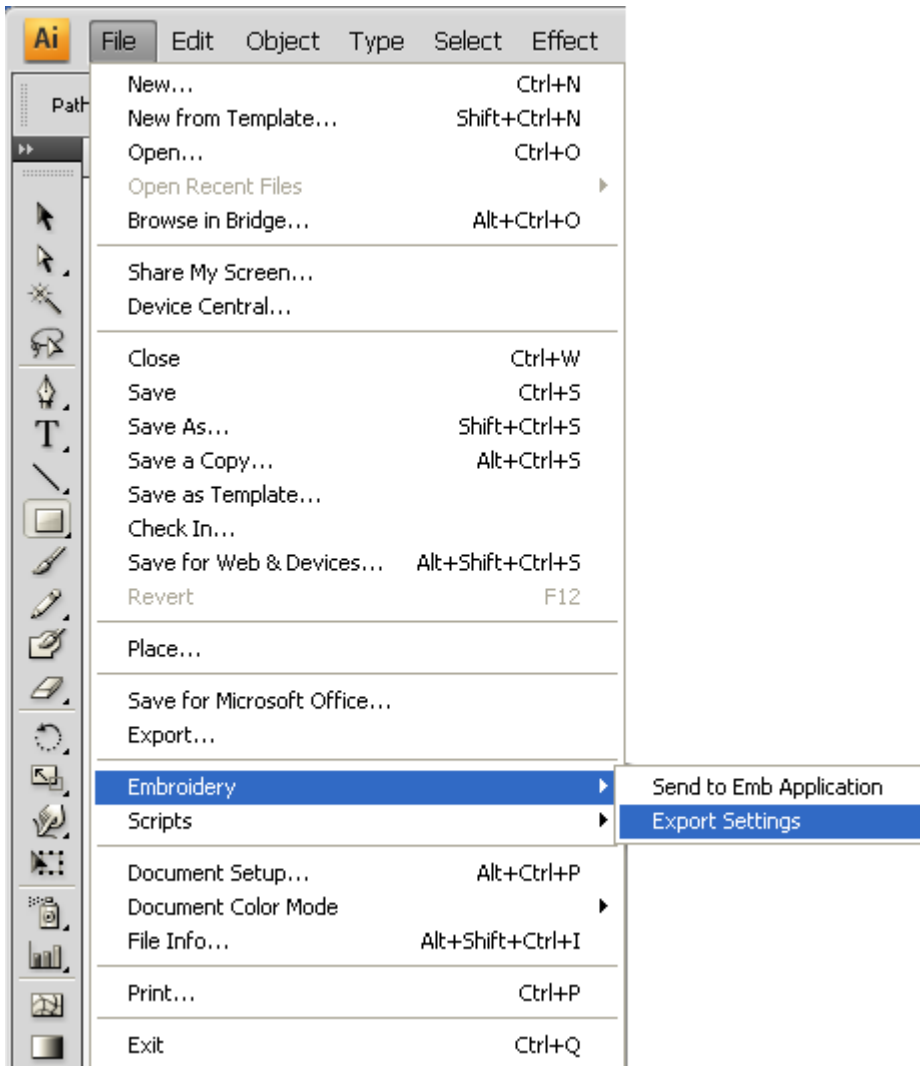 Ai File Edit Object Type Select Effect
Path
New... Ctrl+N
New from Template... Shift+Ctrl+N
Open... Ctrl+O
Open Recent Files
Browse in Bridge... Alt+Ctrl+O
Share My Screen...
Device Central...
Close Ctrl+W
Save Ctrl+S
Save As... Shift+Ctrl+S
Save a Copy... Alt+Ctrl+S
Save as Template...
Check In...
Save for Web & Devices... Alt+Shift+Ctrl+S
Revert F12
Place...
Save for Microsoft Office...
Export...
Embroidery
Send to Emb Application
Scripts
Export Settings
Document Setup... Alt+Ctrl+P
Document Color Mode
File Info... Alt+Shift+Ctrl+I
Print... Ctrl+P
Exit Ctrl+Q